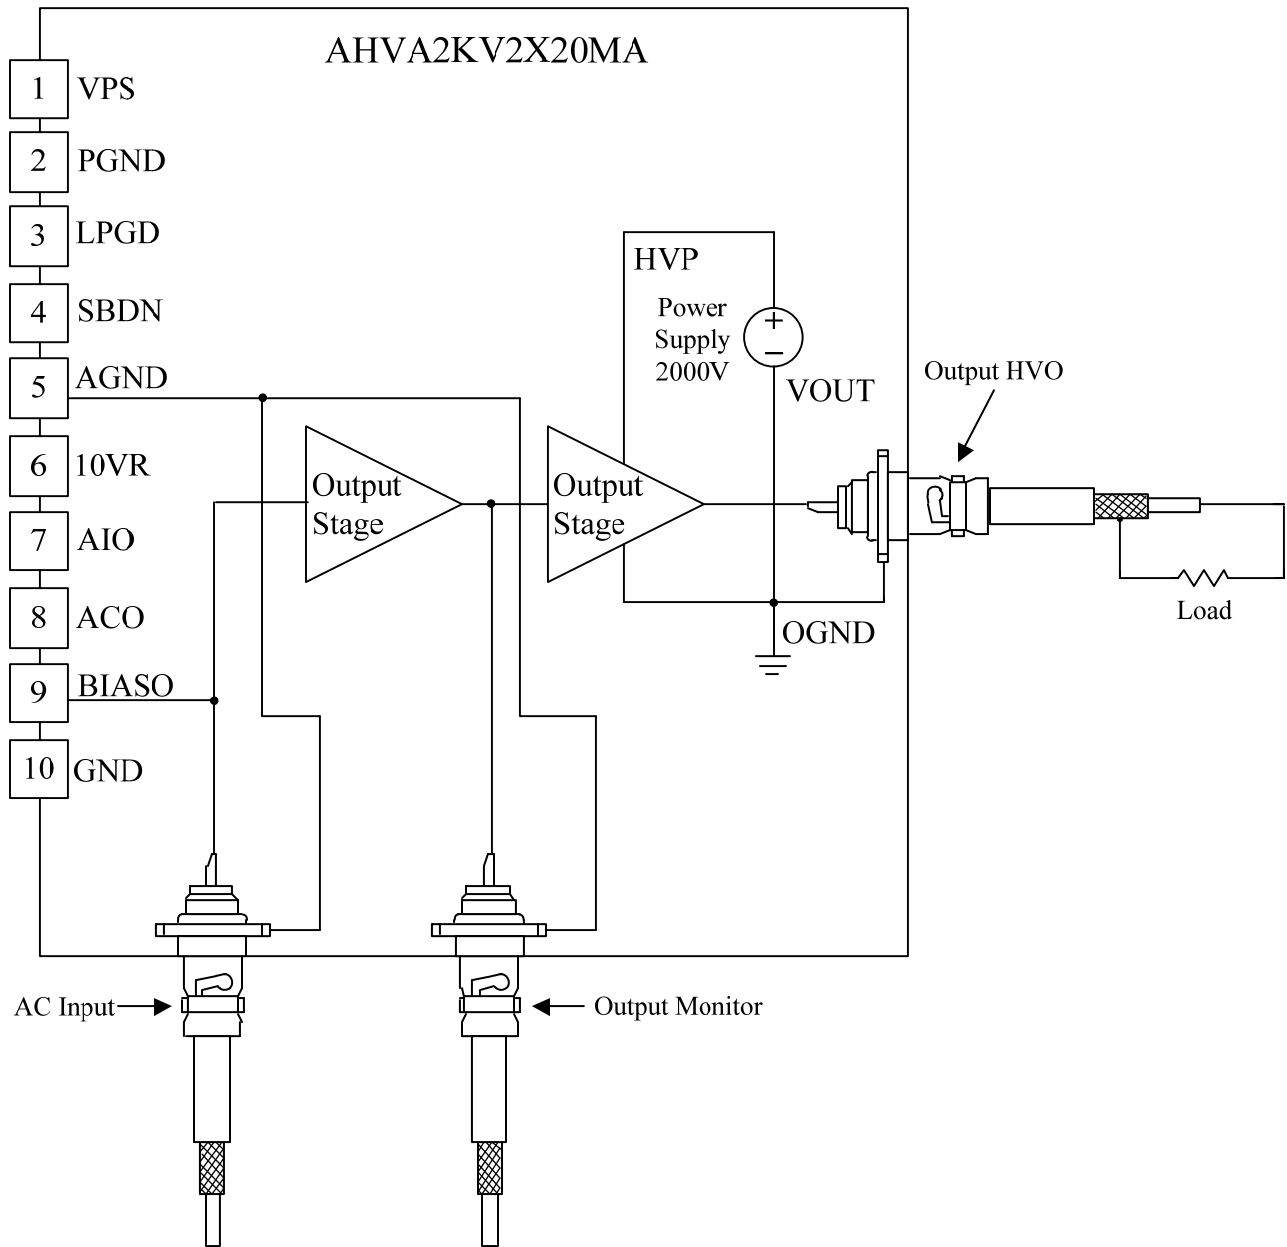 AHVA2KV2X20MA
1 VPS
2 PGND
3 LPGD
4 SBDN
5 AGND
6 10VR
7 AIO
8 ACO
9 BIASO
10 GND
HVP
Power
Supply
2000V
+
−
VOUT
Output HVO
Output
Stage
Output
Stage
OGND
Load
AC Input
Output Monitor